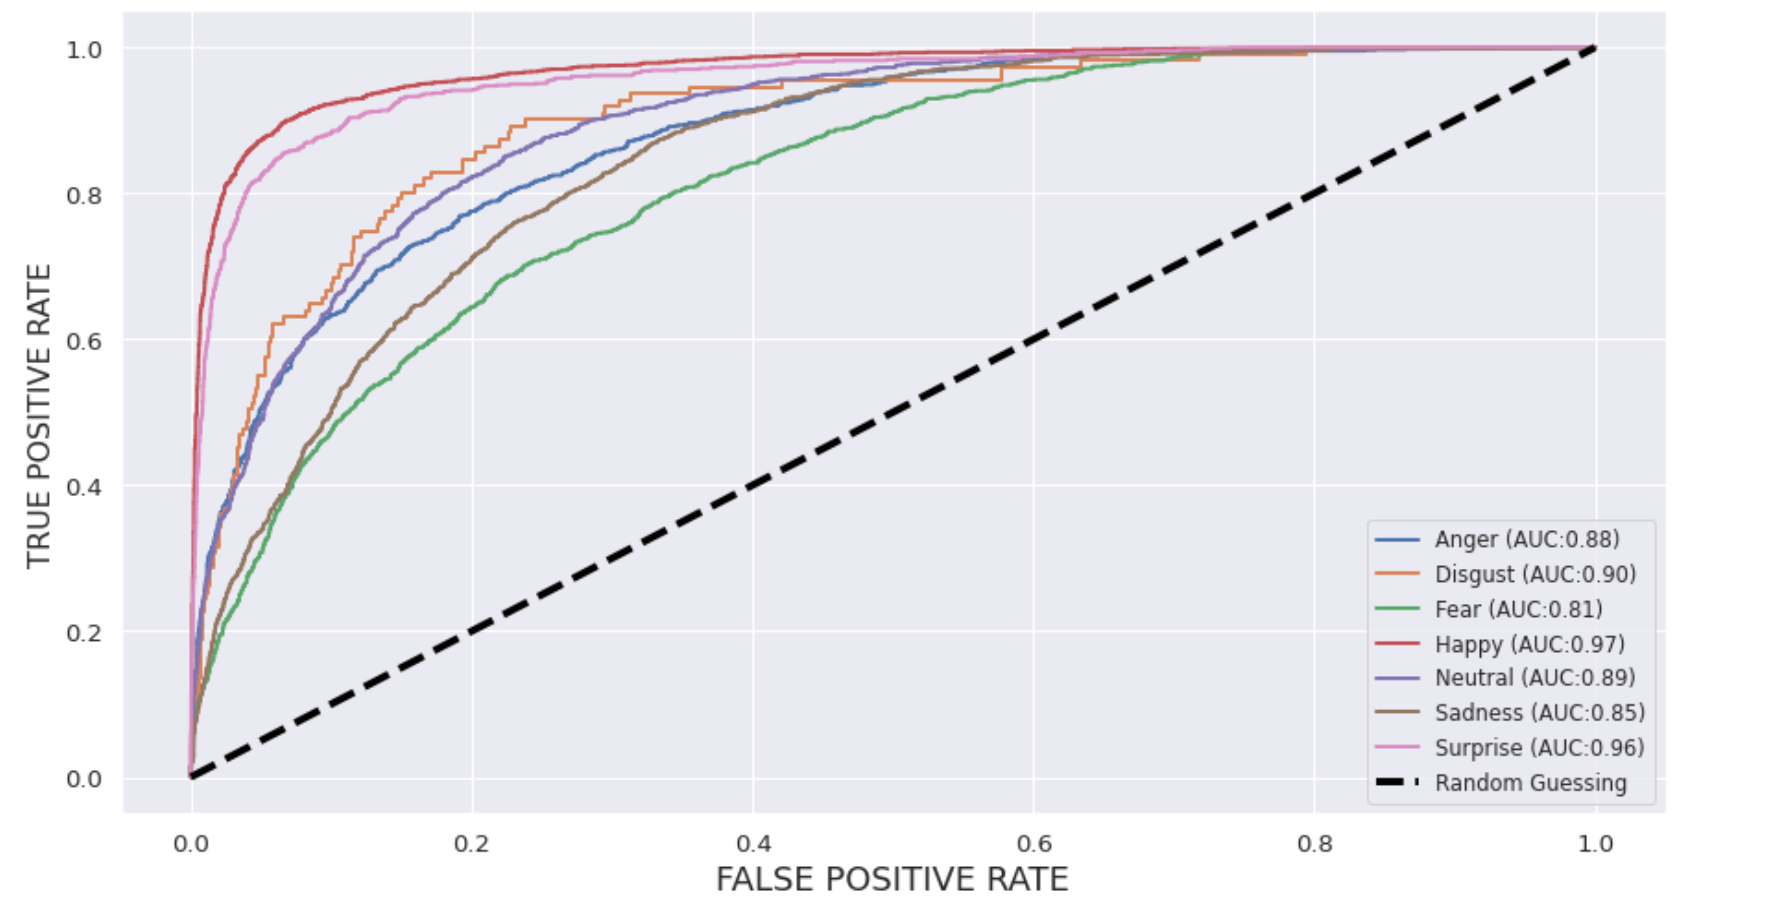 1.0
0.8
0.6
0.4
0.2
0.0
TRUE POSITIVE RATE
Anger (AUC:0.88)
Disgust (AUC:0.90)
Fear (AUC:0.81)
Happy (AUC:0.97)
Neutral (AUC:0.89)
Sadness (AUC:0.85)
Surprise (AUC:0.96)
Random Guessing
0.0 0.2 0.4 0.6 0.8 1.0
FALSE POSITIVE RATE